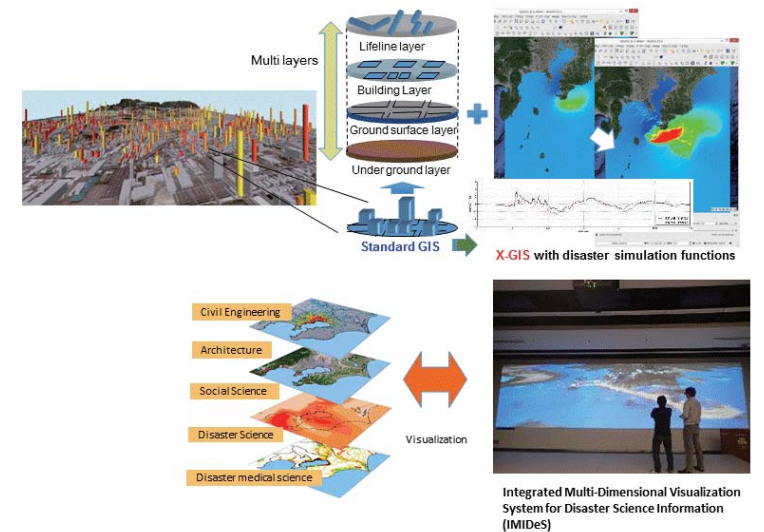 Multi layers
Lifeline layer
Building Layer
Ground surface layer
Under ground layer
Standard GIS
X-GIS with disaster simulation functions
Civil Engineering
Architecture
Social Science
Disaster Science
Disaster medical science
Visualization
Integrated Multi-Dimensional Visualization
System for Disaster Science Information
(IMIDeS)